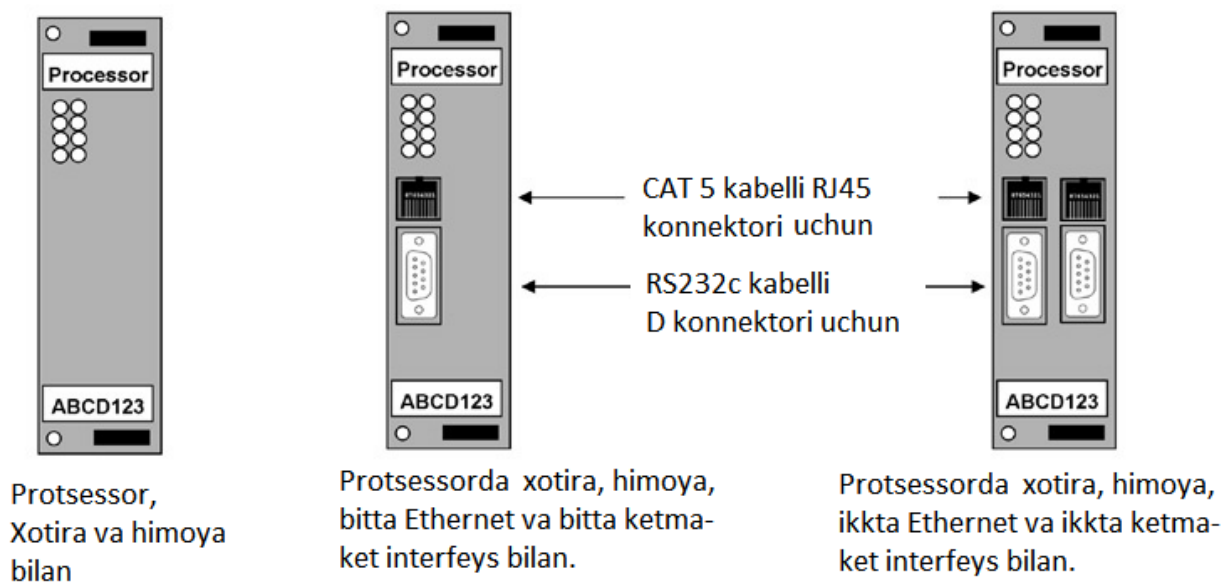 Processor
ABCD123
Protsessor,
Xotira va himoya
bilan
Processor
ABCD123
Protsessorda xotira, himoya,
bitta Ethernet va bitta ketma-
ket interfeys bilan.
CAT 5 kabelli RJ45
konnektori uchun
RS232c kabelli
D konnektori uchun
Processor
ABCD123
Protsessorda xotira, himoya,
ikkta Ethernet va ikkta ketma-
ket interfeys bilan.